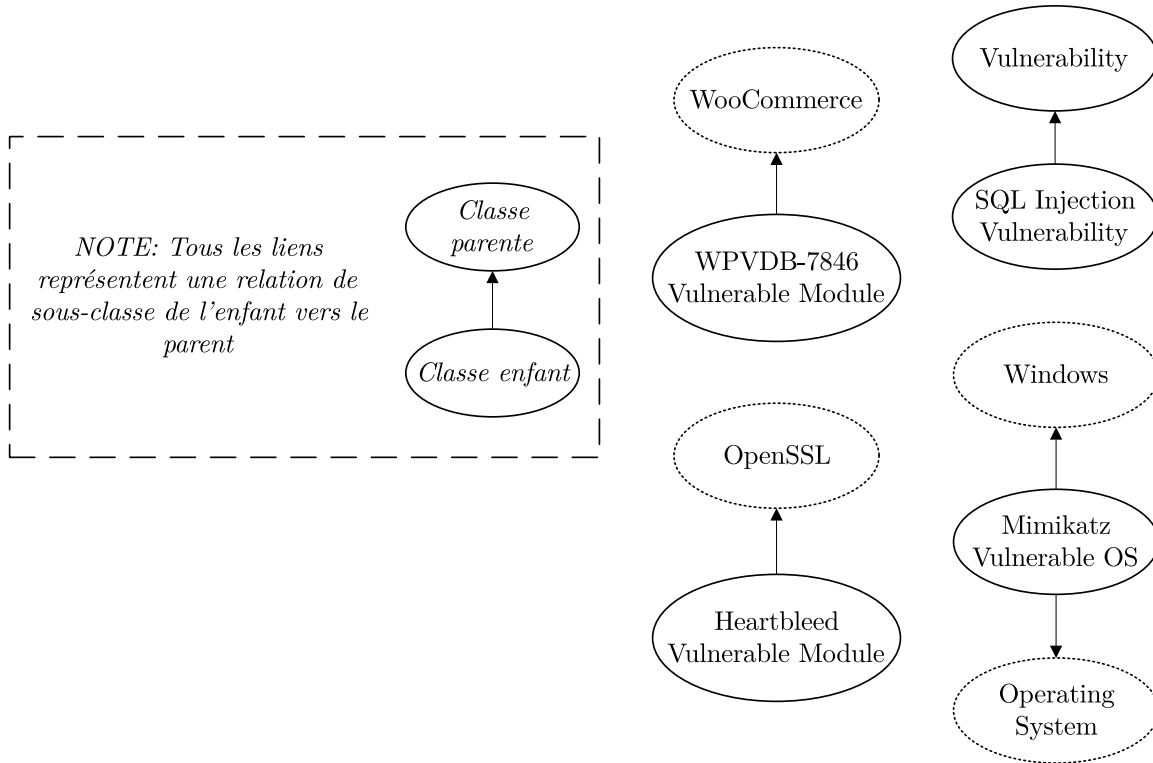 NOTE: Tous les liens
représentent une relation de
sous-classe de l'enfant vers le
parent
Classe
parente
Classe enfant
WooCommerce
WPVDB-7846
Vulnerable Module
OpenSSL
Heartbleed
Vulnerable Module
Vulnerability
SQL Injection
Vulnerability
Windows
Mimikatz
Vulnerable OS
Operating
System